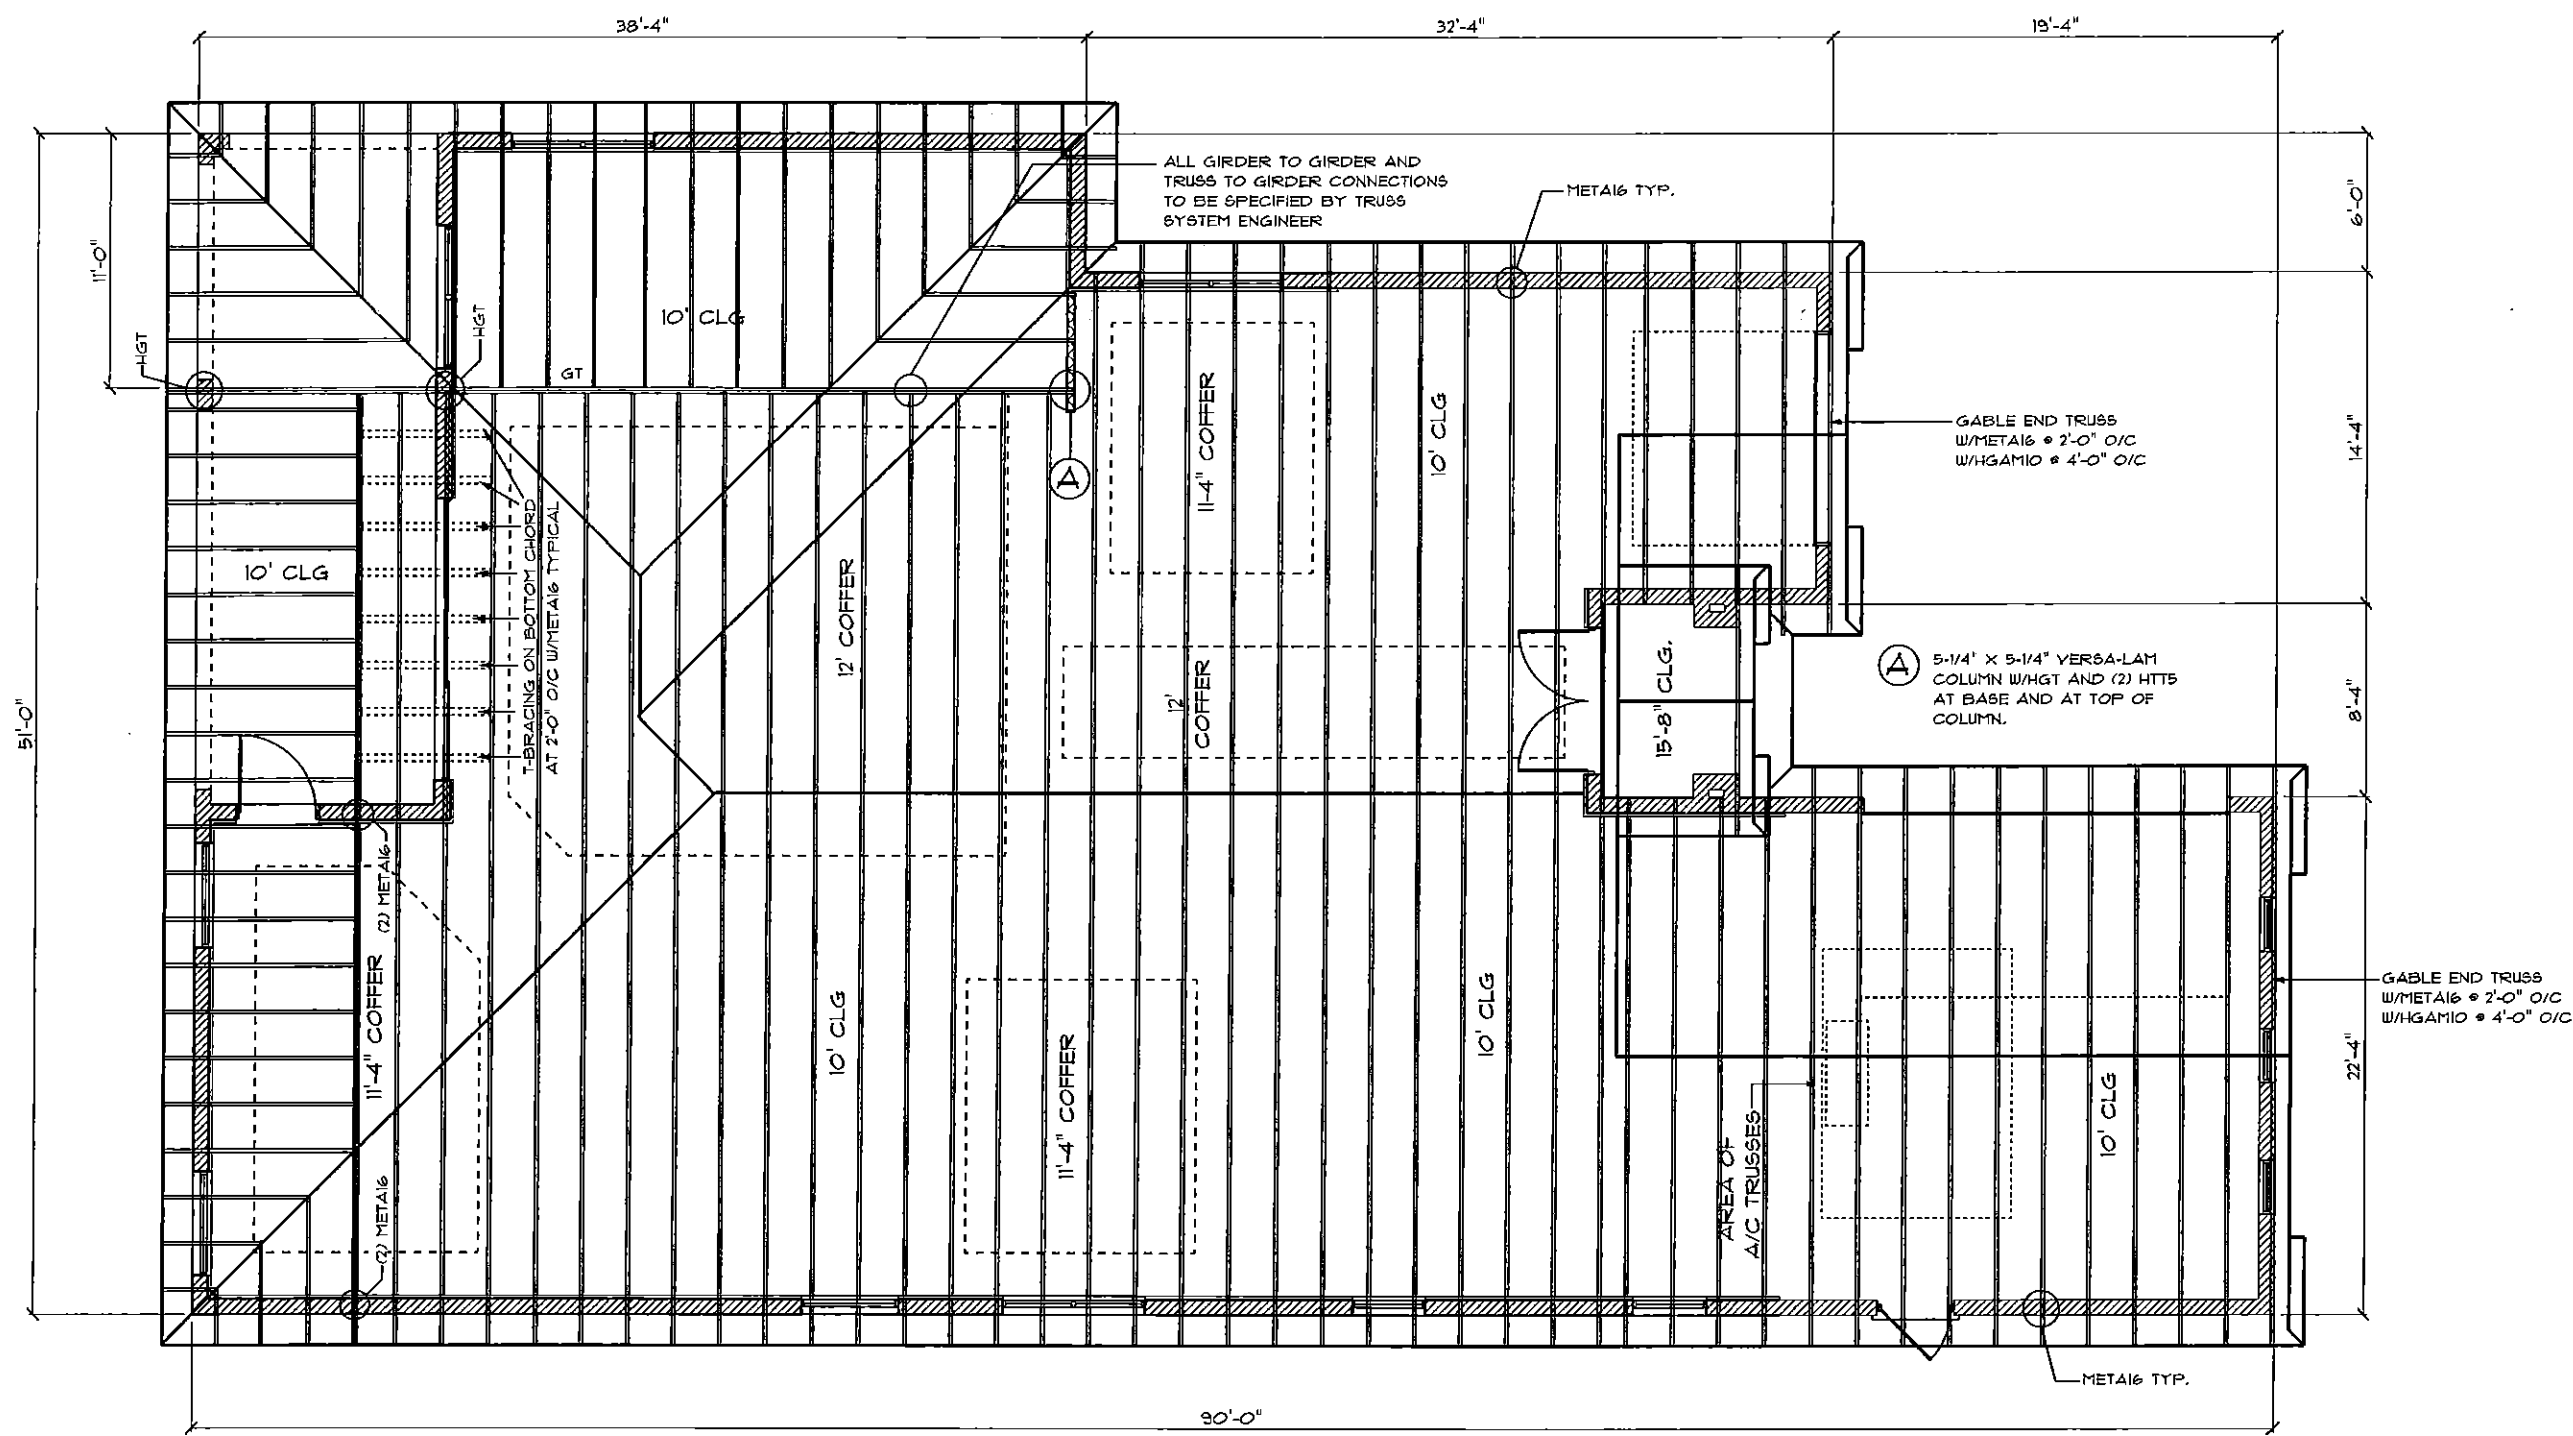 38'-4"
32'-4"
19'-4"
ALL GIRDER TO GIRDER AND
TRUSS TO GIRDER CONNECTIONS
TO BE SPECIFIED BY TRUSS
SYSTEM ENGINEER
META16 TYP.
6'-0"
11'-0"
HGT
HGT
10' CLG
GT
11'-4" COFFER
10' CLG
GABLE END TRUSS
W/META16 @ 2'-0" O/C
W/HGAM10 @ 4'-0" O/C
14'-4"
A
10' CLG
T-BRACING ON BOTTOM CHORD
AT 2'-0" O/C W/META16 TYPICAL
12' COFFER
12'
COFFER
15'-8" CLG.
A
5-1/4" X 5-1/4" VERSA-LAM
COLUMN W/HGT AND (2) HTT5
AT BASE AND AT TOP OF
COLUMN.
8'-4"
51'-0"
(2) META16
11'-4" COFFER
10' CLG
11'-4" COFFER
10' CLG
AREA OF
A/C TRUSSES
10' CLG
GABLE END TRUSS
W/META16 @ 2'-0" O/C
W/HGAM10 @ 4'-0" O/C
22'-4"
(2) META16
META16 TYP.
90'-0"